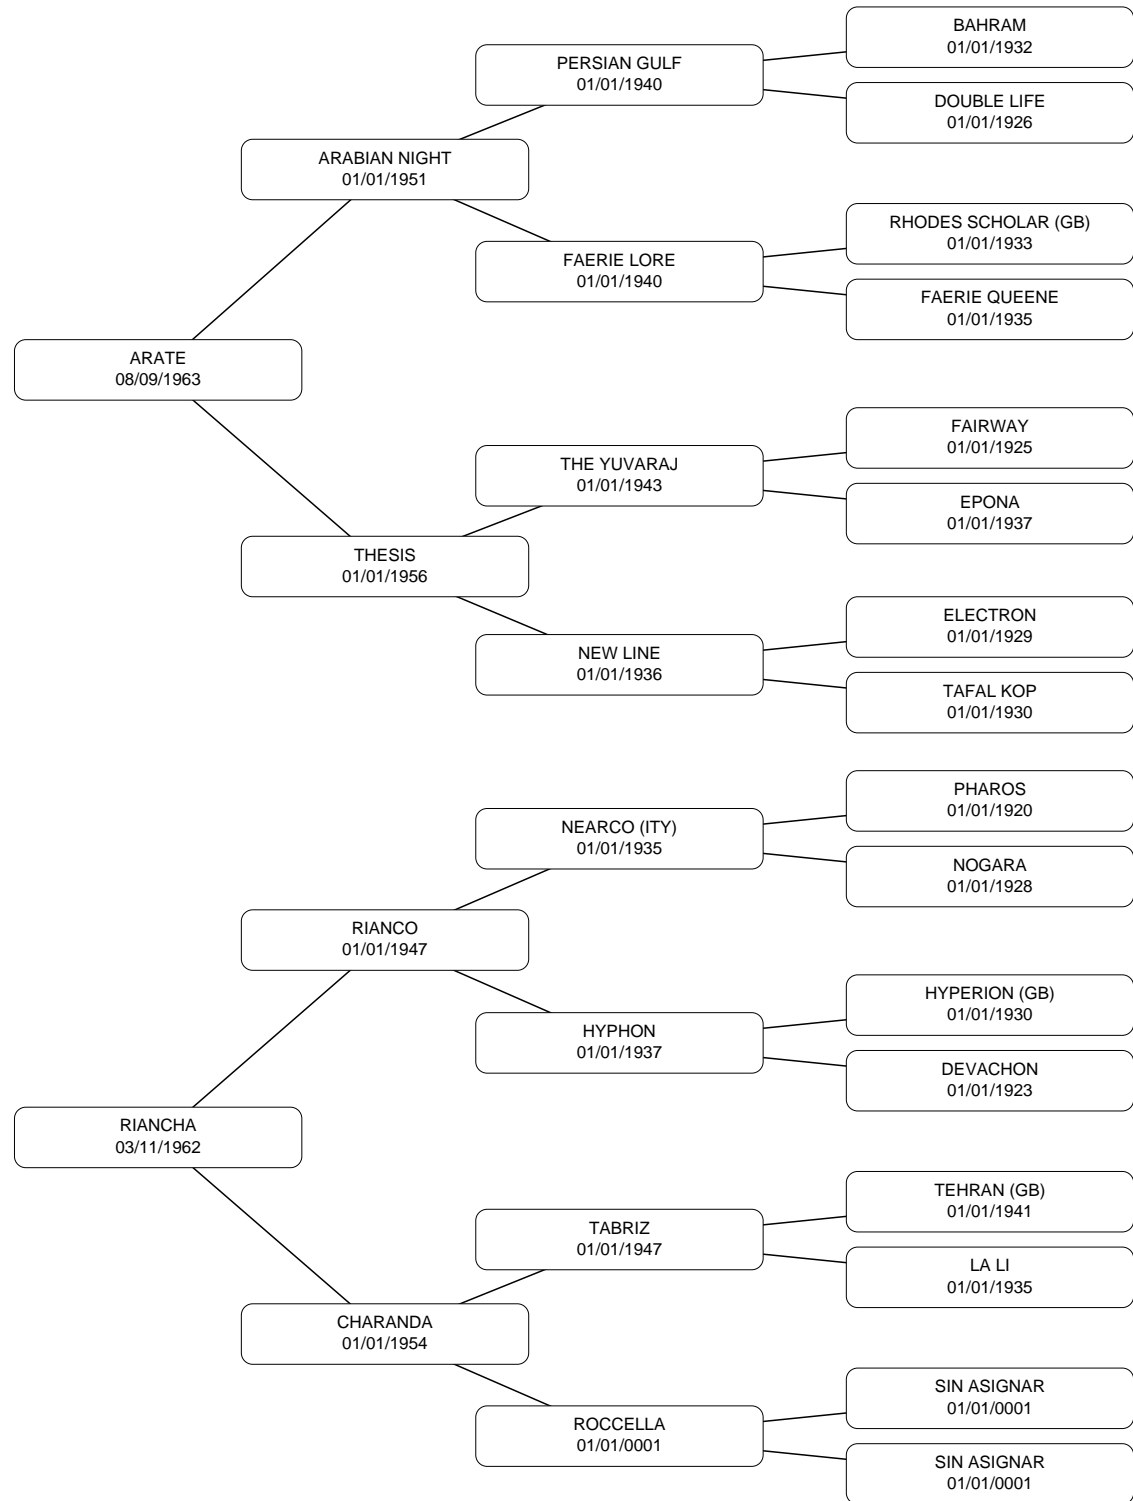 BAHRAM
01/01/1932
PERSIAN GULF
01/01/1940
DOUBLE LIFE
01/01/1926
ARABIAN NIGHT
01/01/1951
RHODES SCHOLAR (GB)
01/01/1933
FAERIE LORE
01/01/1940
FAERIE QUEENE
01/01/1935
ARATE
08/09/1963
FAIRWAY
01/01/1925
THE YUVARAJ
01/01/1943
EPONA
01/01/1937
THESIS
01/01/1956
ELECTRON
01/01/1929
NEW LINE
01/01/1936
TAFAL KOP
01/01/1930
PHAROS
01/01/1920
NEARCO (ITY)
01/01/1935
NOGARA
01/01/1928
RIANCO
01/01/1947
HYPERION (GB)
01/01/1930
HYPHON
01/01/1937
DEVACHON
01/01/1923
RIANCHA
03/11/1962
TEHRAN (GB)
01/01/1941
TABRIZ
01/01/1947
LA LI
01/01/1935
CHARANDA
01/01/1954
SIN ASIGNAR
01/01/0001
ROCCELLA
01/01/0001
SIN ASIGNAR
01/01/0001